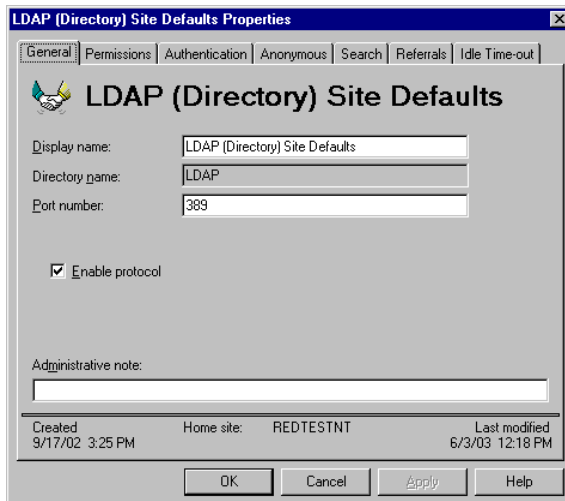 LDAP (Directory) Site Defaults Properties
General Permissions Authentication Anonymous Search Referrals Idle Time-out
LDAP (Directory) Site Defaults
Display name: LDAP (Directory) Site Defaults
Directory name: LDAP
Port number: 389
Enable protocol
Administrative note:
Created Home site: REDTESTNT Last modified
9/17/02 3:25 PM 6/3/03 12:18 PM
OK Cancel Apply Help